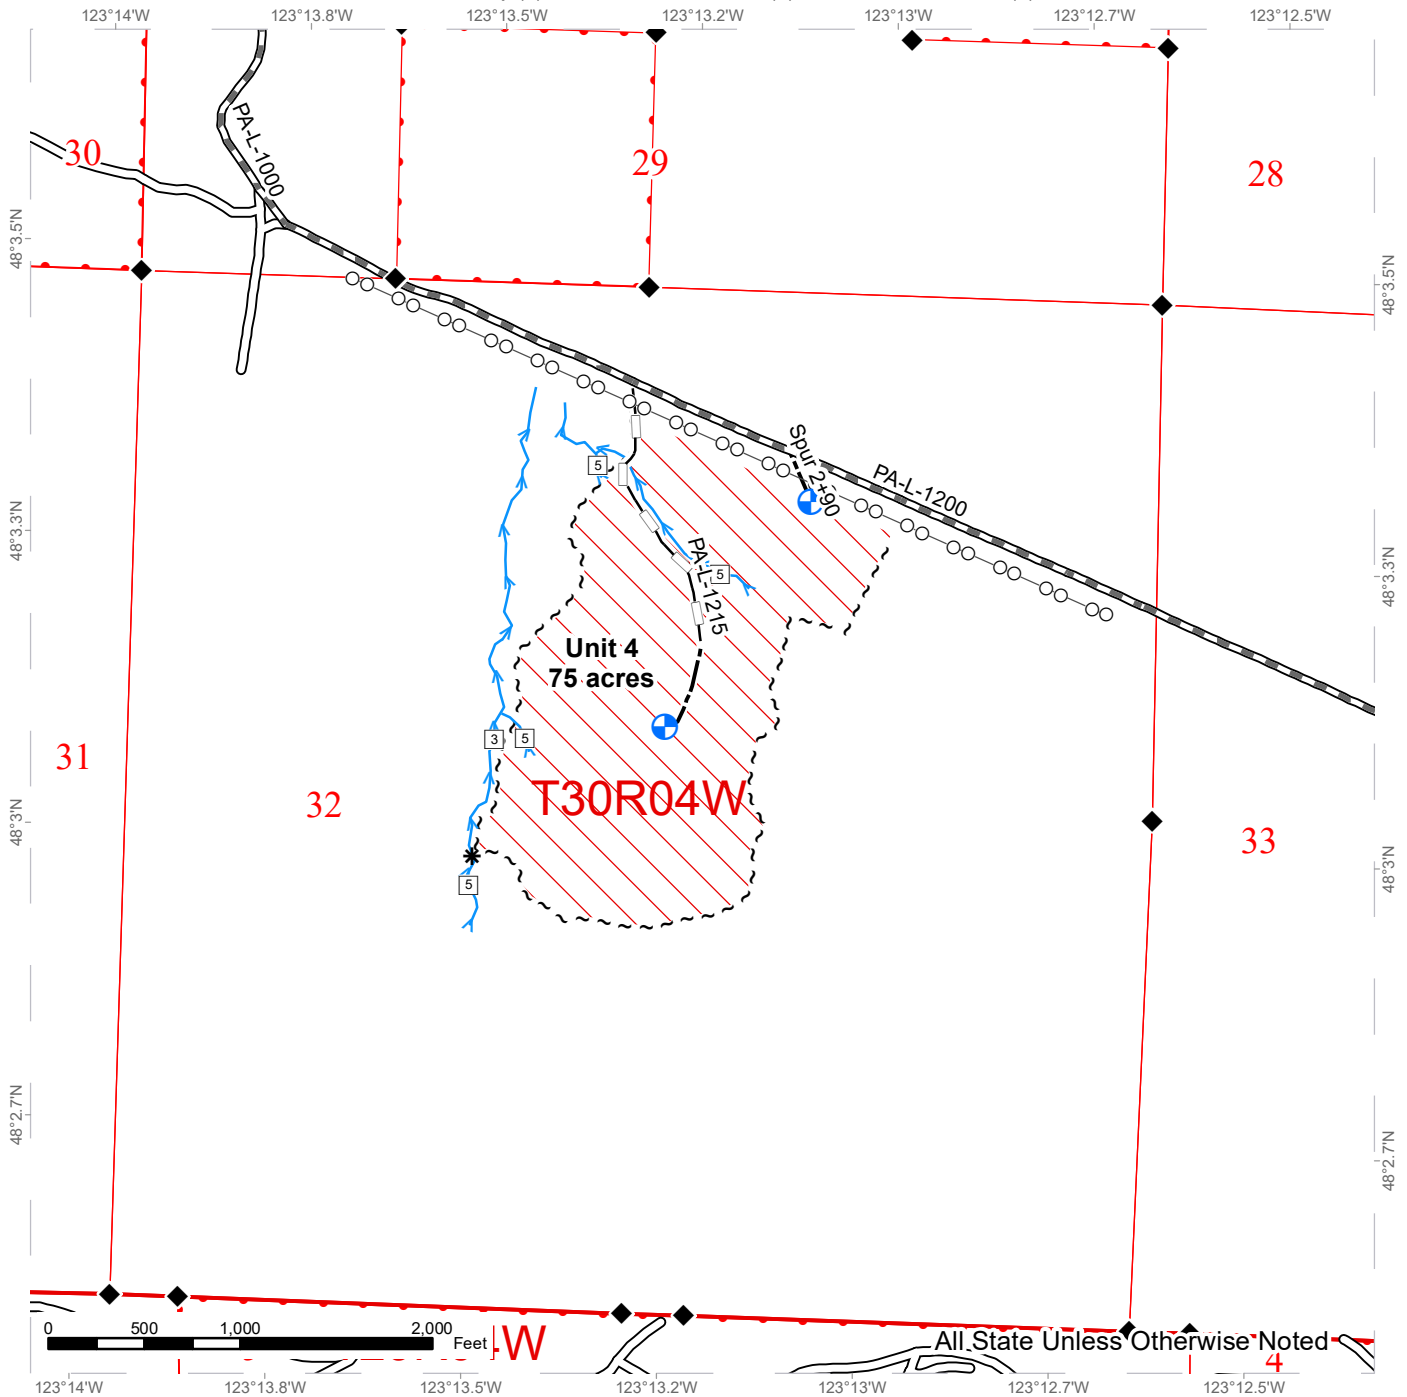 123°14'W 123°13.8'W 123°13.5'W 123°13.2'W 123°13'W 123°12.7'W 123°12.5'W
30
29
28
PA-L-1000
48°3.5'N
48°3.5'N
Spur 2+90
PA-L-1200
5
48°3.3'N
48°3.3'N
PA-L-1215
5
Unit 4
75 acres
3
5
31
32
T30R04W
33
48°3'N
48°3'N
5
48°2.7'N
48°2.7'N
0 500 1,000 2,000
Feet
W
All State Unless Otherwise Noted
4
123°14'W 123°13.8'W 123°13.5'W 123°13.2'W 123°13'W 123°12.7'W 123°12.5'W